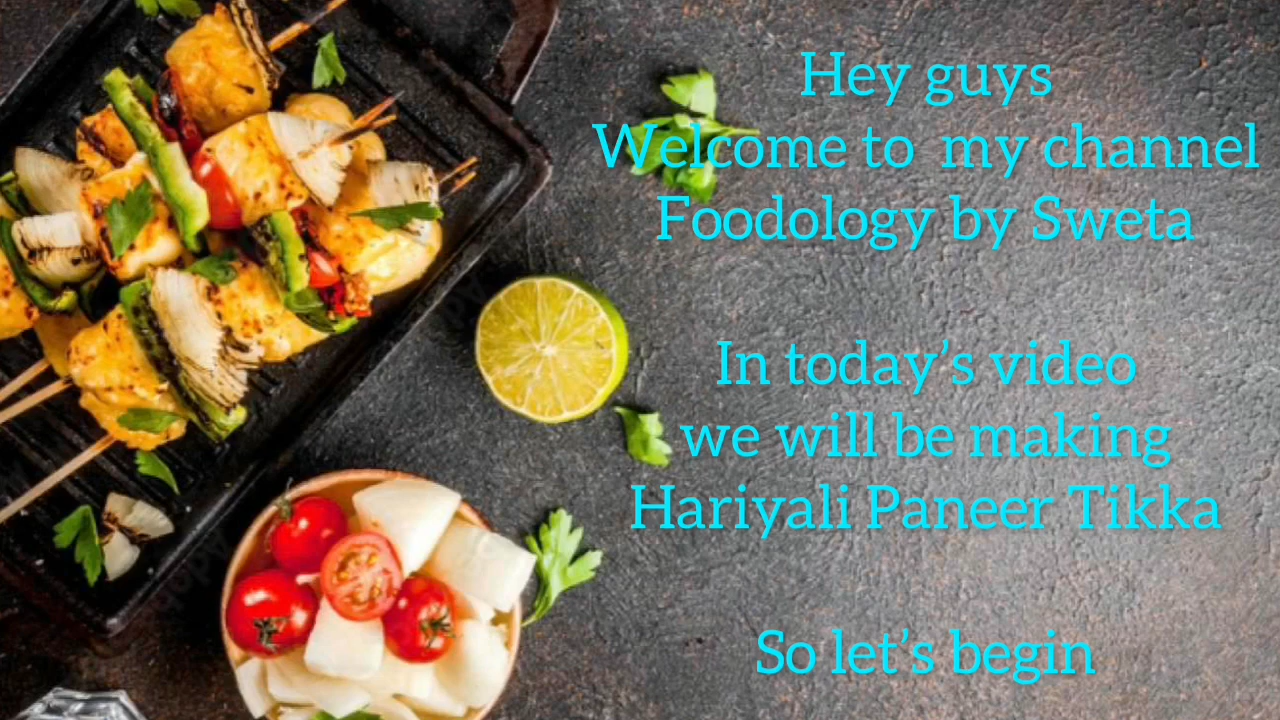 Hey guys
Welcome to my channel
Foodology by Sweta
In today's video
we will be making
Hariyali Paneer Tikka
So let's begin